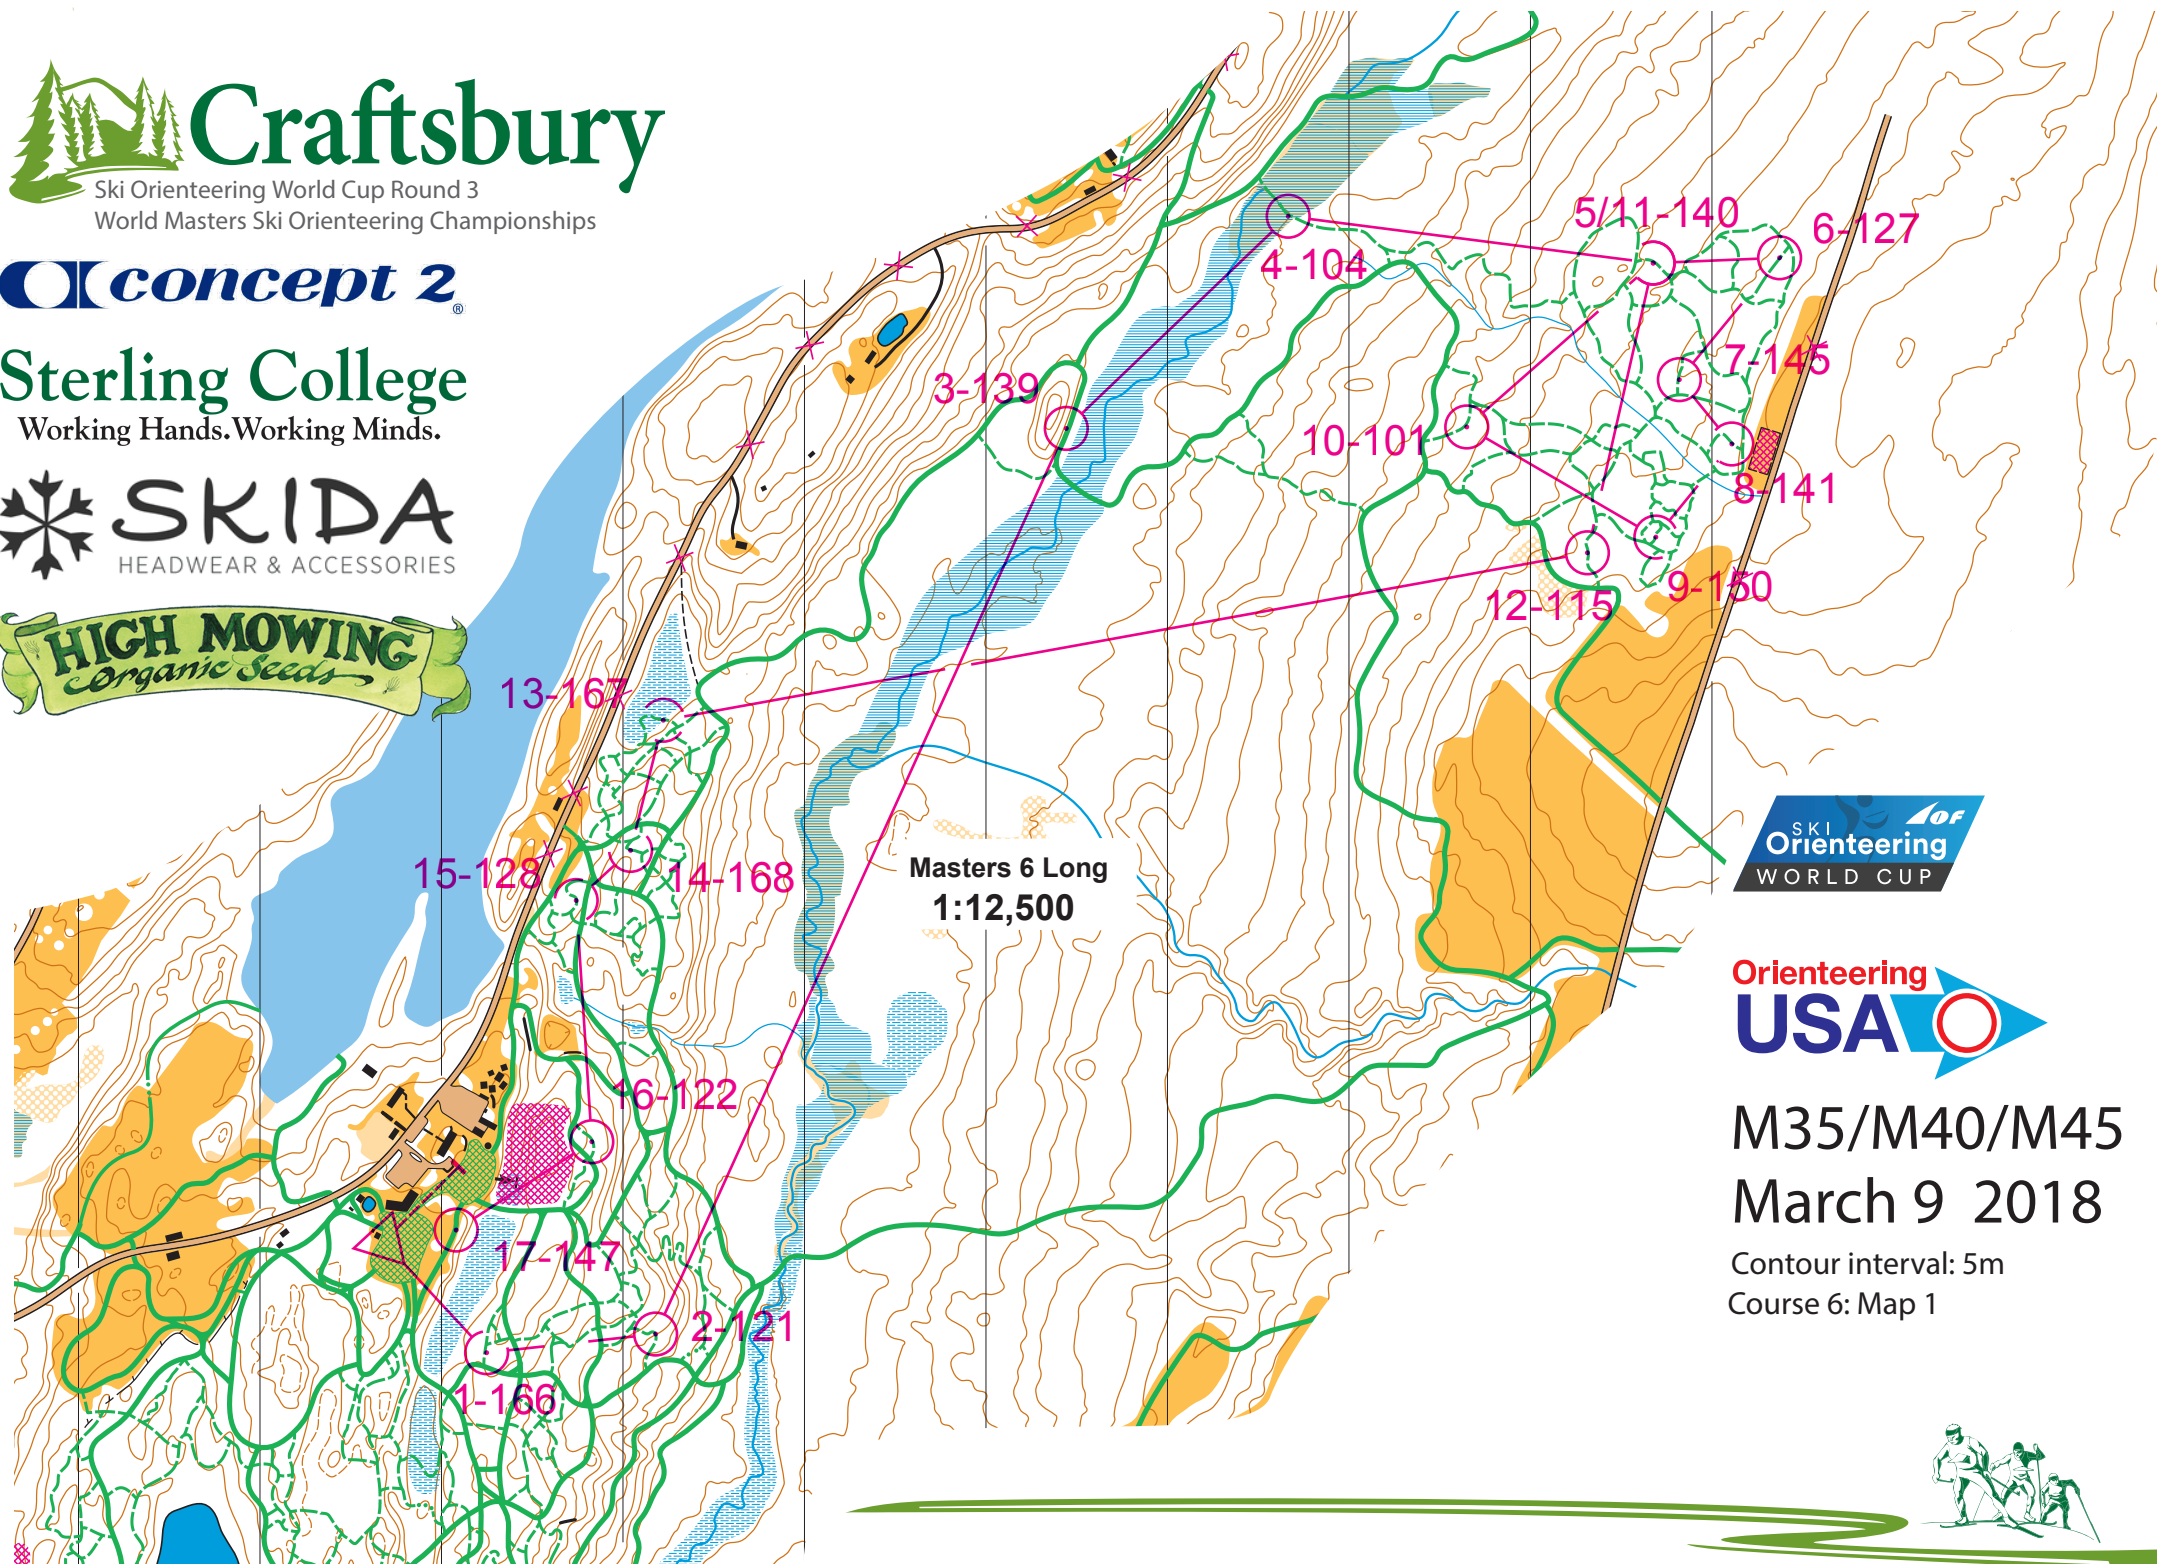 Craftsbury
Ski Orienteering World Cup Round 3
World Masters Ski Orienteering Championships
concept 2®
Sterling College
Working Hands. Working Minds.
SKIDA
HEADWEAR & ACCESSORIES
HIGH MOWING
Organic Seeds
5/11-140
6-127
4-104
7-145
3-139
10-101
8-141
9-150
12-115
13-167
15-128
14-168
Masters 6 Long
1:12,500
16-122
17-147
2-121
1-166
SKI
IOF
Orienteering
WORLD CUP
Orienteering
USA
M35/M40/M45
March 9 2018
Contour interval: 5m
Course 6: Map 1